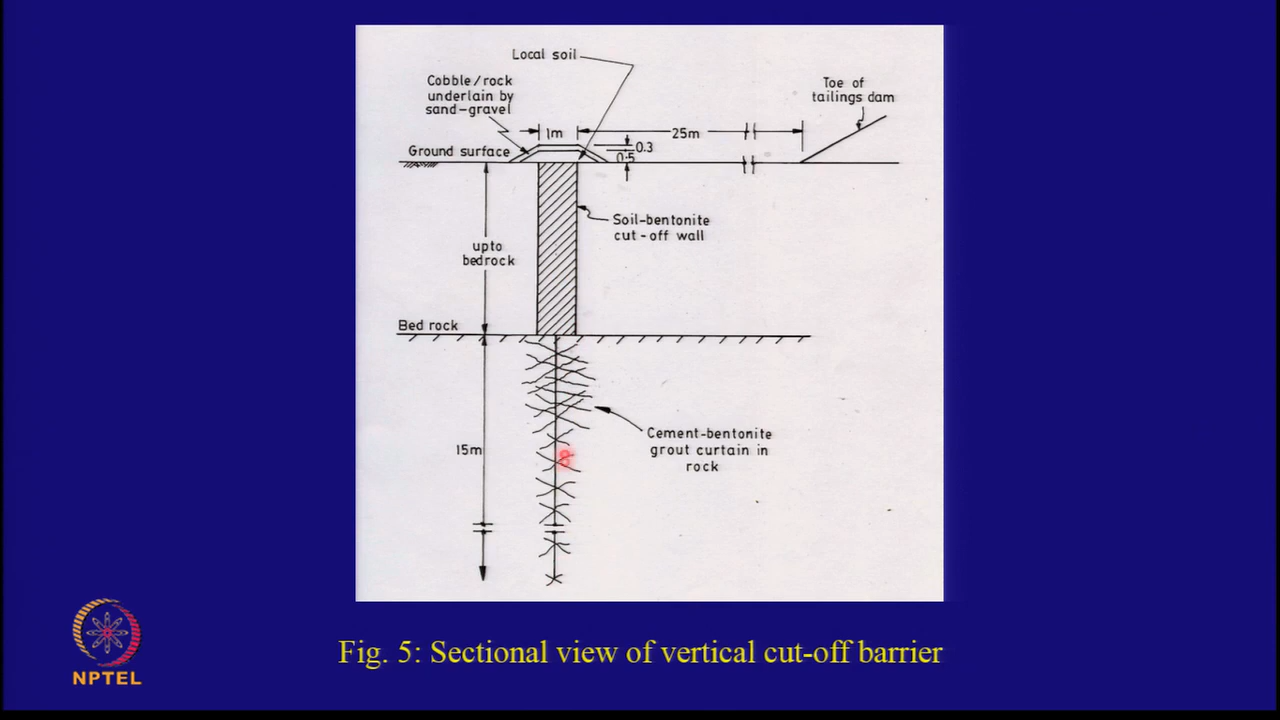 Local soil
Cobble/rock
underlain by
sand-gravel
Toe of
tailings dam
1m
25m
0.3
0.5
Ground surface
Soil-bentonite
cut-off wall
upto
bedrock
Bed rock
Cement-bentonite
grout curtain in
rock
15m
Fig. 5: Sectional view of vertical cut-off barrier
NPTEL